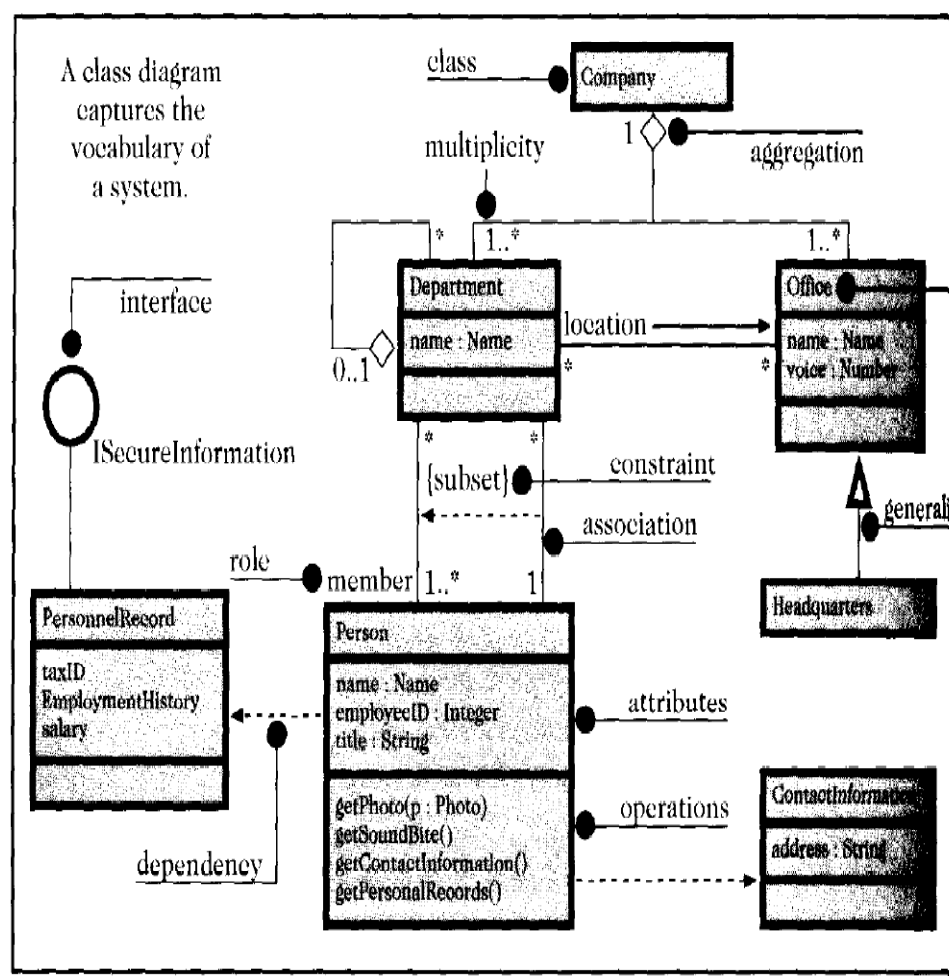 A class diagram
captures the
vocabulary of
a system.
class
Company
multiplicity
1
aggregation
*
1..*
1..*
interface
Department
Office
location
name : Name
name : Name
voice : Number
0..1
*
*
ISecureInformation
*
*
{subset}
constraint
association
role
member
1..*
1
generali
Headquarters
PersonnelRecord
Person
taxID
EmploymentHistory
salary
name : Name
employeeID : Integer
title : String
attributes
getPhoto(p : Photo)
getSoundBite()
getContactInformation()
getPersonalRecords()
operations
ContactInformation
address : String
dependency